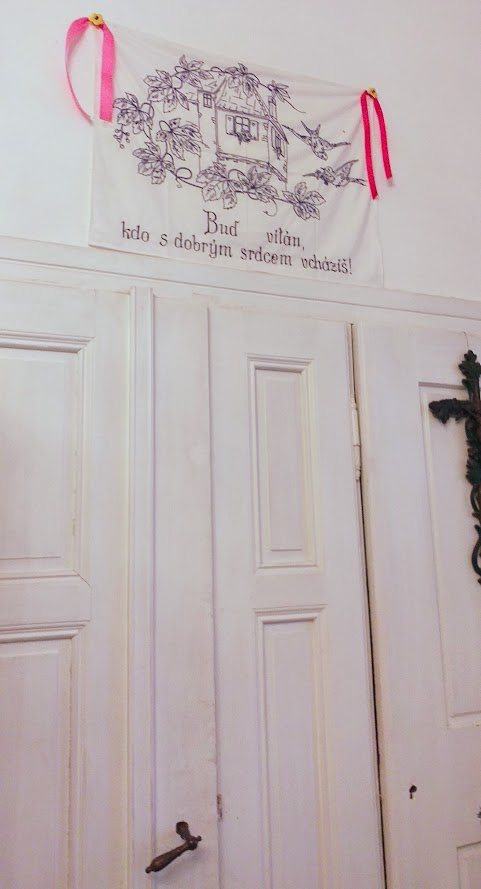 Buď vítán,
kdo s dobrým srdcem vcházíš!